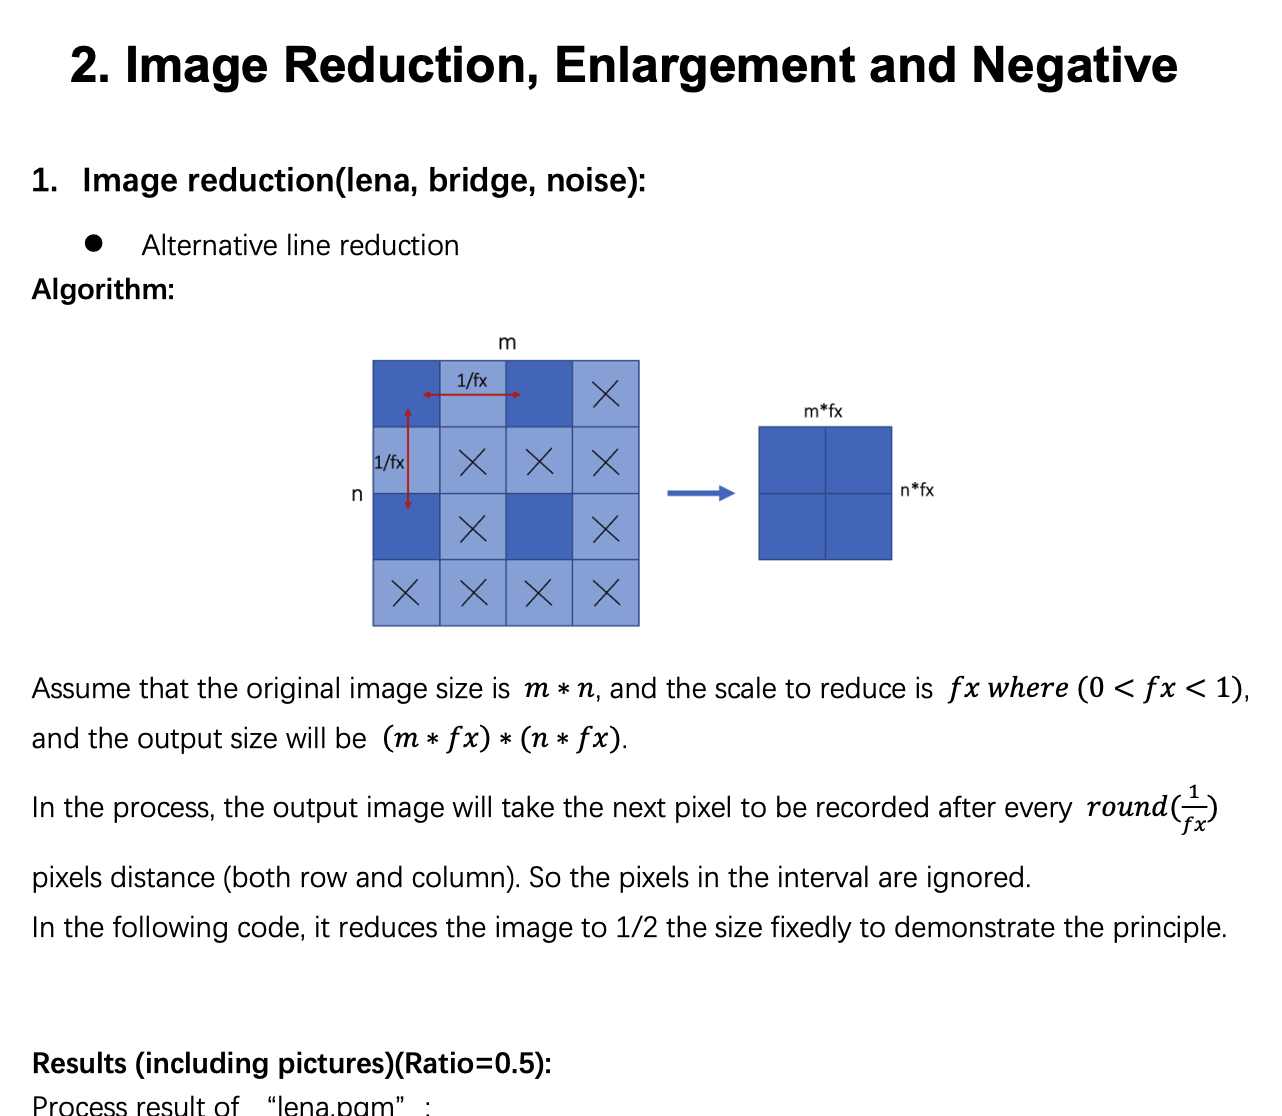 2. Image Reduction, Enlargement and Negative
1. Image reduction(lena, bridge, noise):
● Alternative line reduction
Algorithm:
m
1/fx
m*fx
1/fx
n
n*fx
Assume that the original image size is m * n, and the scale to reduce is fx where (0 < fx < 1),
and the output size will be (m * fx) * (n * fx).
In the process, the output image will take the next pixel to be recorded after every round(1/fx)
pixels distance (both row and column). So the pixels in the interval are ignored.
In the following code, it reduces the image to 1/2 the size fixedly to demonstrate the principle.
Results (including pictures)(Ratio=0.5):
Process result of “lena.pgm” :